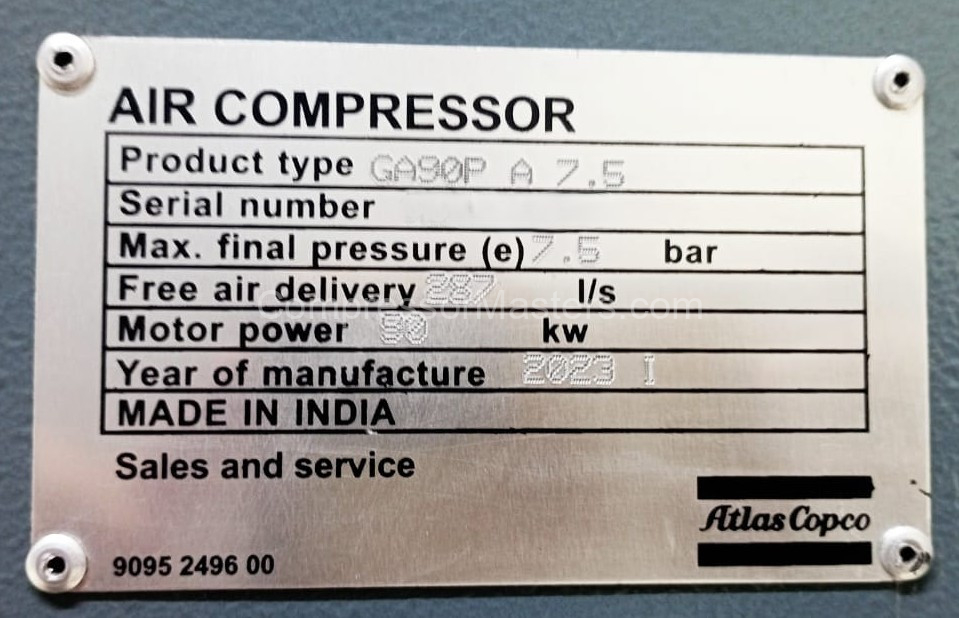 AIR COMPRESSOR
Product type GA90P A 7.5
Serial number
Max. final pressure (e) 7.5 bar
Free air delivery 287 l/s
Motor power 90 kw
Year of manufacture 2023 I
MADE IN INDIA
Sales and service
Atlas Copco
9095 2496 00
CompressorMasters.com